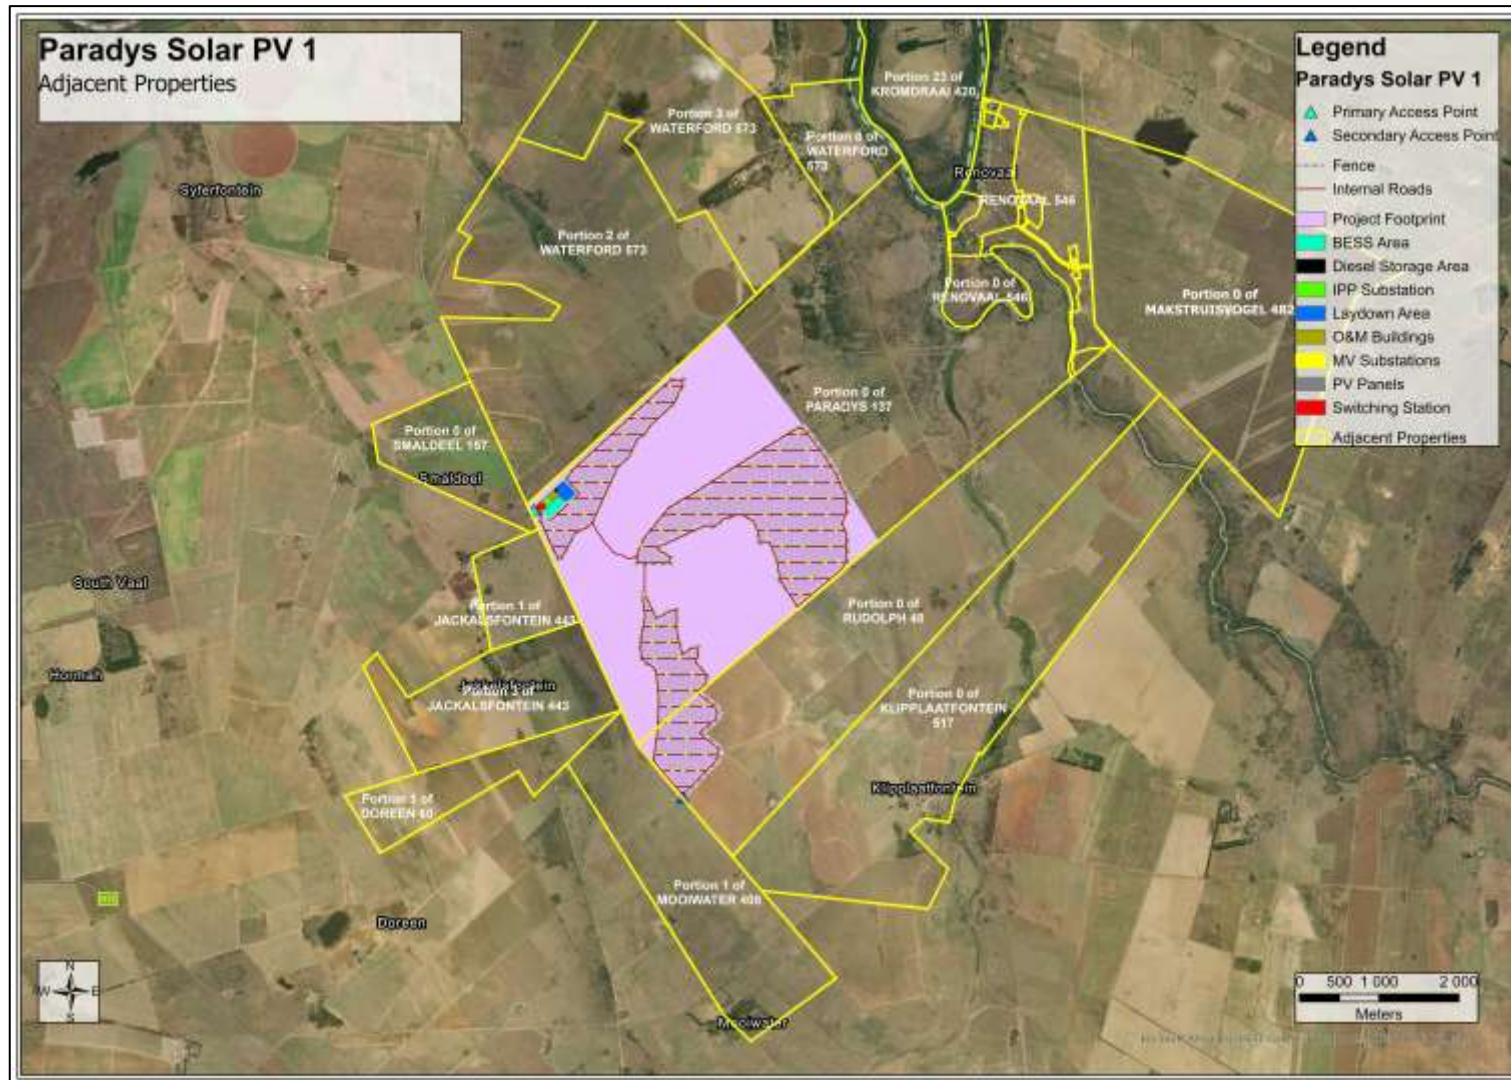 Paradys Solar PV 1
Adjacent Properties
Legend
Paradys Solar PV 1
Primary Access Point
Secondary Access Point
Fence
Internal Roads
Project Footprint
BESS Area
Diesel Storage Area
IPP Substation
Laydown Area
O&M Buildings
MV Substations
PV Panels
Switching Station
Adjacent Properties
Portion 23 of
KROMDRAAI 420
Portion 3 of
WATERFORD 573
WATERFORD
573
Renovaal
RENOVAAL 546
Syferfontein
Portion 2 of
WATERFORD 573
Portion 0 of
RENOVAAL 546
Portion 0 of
MAKSTRUISVOGEL 482
Portion 0 of
PARADYS 137
Portion 0 of
SMALDEEL 157
Smaldeel
South Vaal
Portion 1 of
JACKALSFONTEIN 443
Portion 0 of
RUDOLPH 48
Hormah
Jakkelsfontein
Portion 3 of
JACKALSFONTEIN 443
Portion 0 of
KLIPPLAATFONTEIN
517
Klipplaatfontein
Portion 1 of
DOREEN 60
Portion 1 of
MOOIWATER 408
Doreen
Mooiwater
N
W E
S
0 500 1 000 2 000
Meters